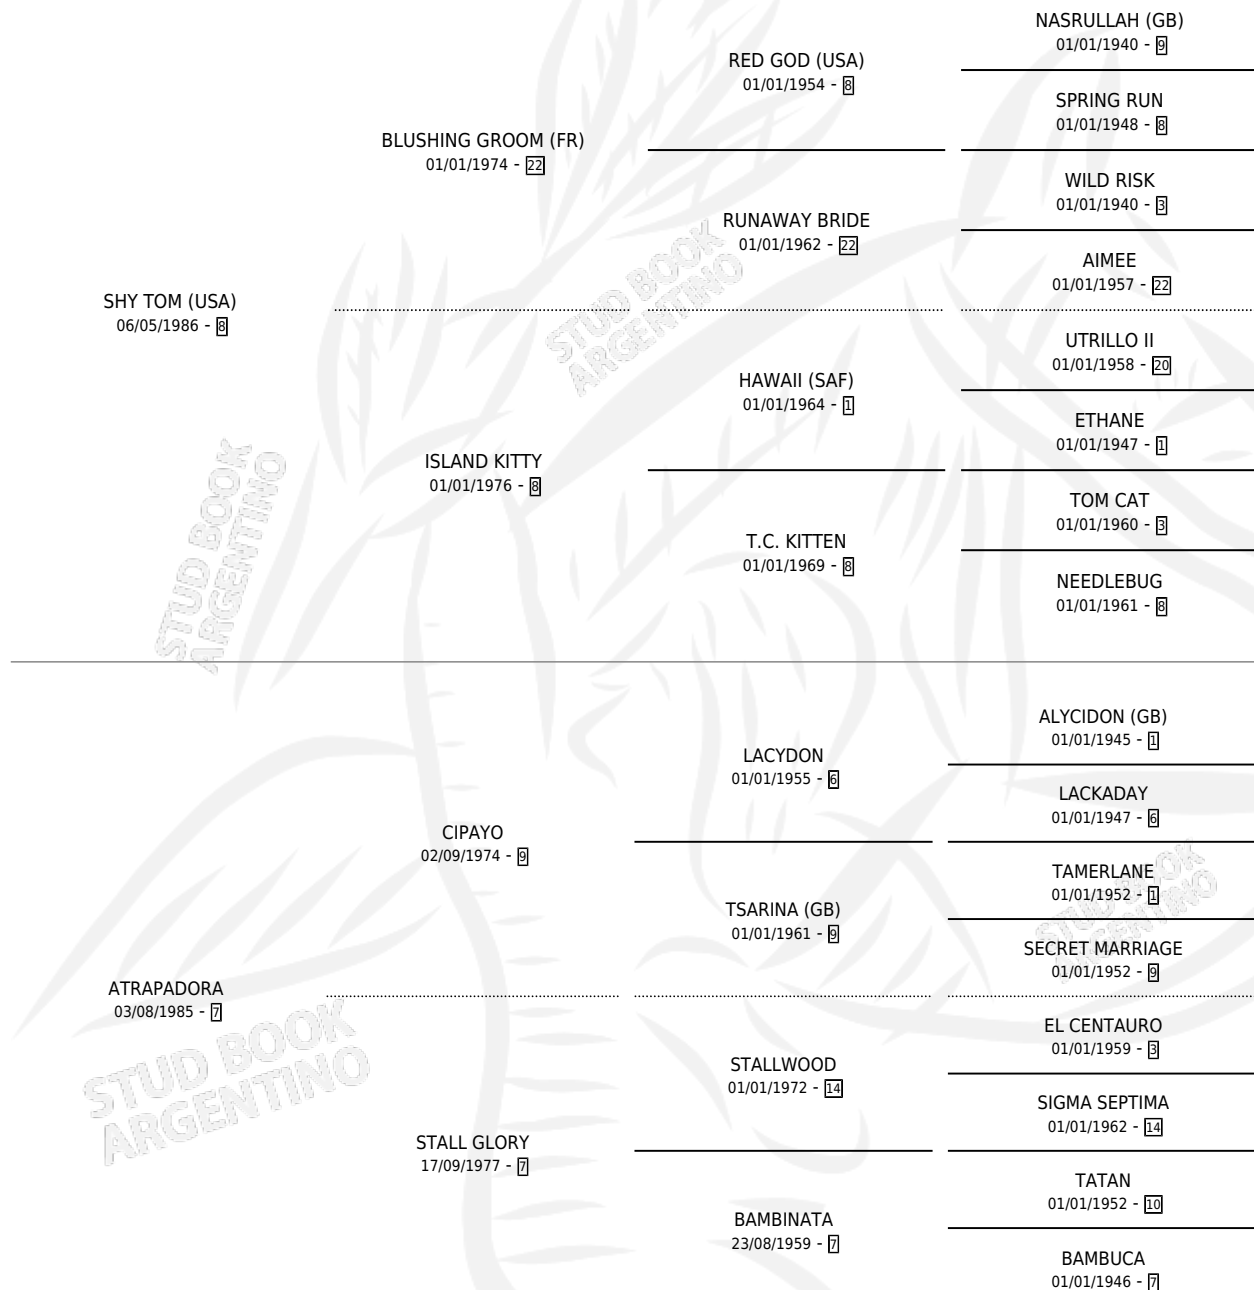 NASRULLAH (GB)
01/01/1940 - 9
RED GOD (USA)
01/01/1954 - 8
SPRING RUN
01/01/1948 - 8
BLUSHING GROOM (FR)
01/01/1974 - 22
WILD RISK
01/01/1940 - 3
RUNAWAY BRIDE
01/01/1962 - 22
AIMEE
01/01/1957 - 22
SHY TOM (USA)
06/05/1986 - 8
UTRILLO II
01/01/1958 - 20
HAWAII (SAF)
01/01/1964 - 1
ETHANE
01/01/1947 - 1
ISLAND KITTY
01/01/1976 - 8
TOM CAT
01/01/1960 - 3
T.C. KITTEN
01/01/1969 - 8
NEEDLEBUG
01/01/1961 - 8
ALYCIDON (GB)
01/01/1945 - 1
LACYDON
01/01/1955 - 6
LACKADAY
01/01/1947 - 6
CIPAYO
02/09/1974 - 9
TAMERLANE
01/01/1952 - 1
TSARINA (GB)
01/01/1961 - 9
SECRET MARRIAGE
01/01/1952 - 9
ATRAPADORA
03/08/1985 - 7
EL CENTAURO
01/01/1959 - 3
STALLWOOD
01/01/1972 - 14
SIGMA SEPTIMA
01/01/1962 - 14
STALL GLORY
17/09/1977 - 7
TATAN
01/01/1952 - 10
BAMBINATA
23/08/1959 - 7
BAMBUCA
01/01/1946 - 7
STUD BOOK
ARGENTINO
STUD BOOK
ARGENTINO
STUD BOOK
ARGENTINO
STUD BOOK
ARGENTINO